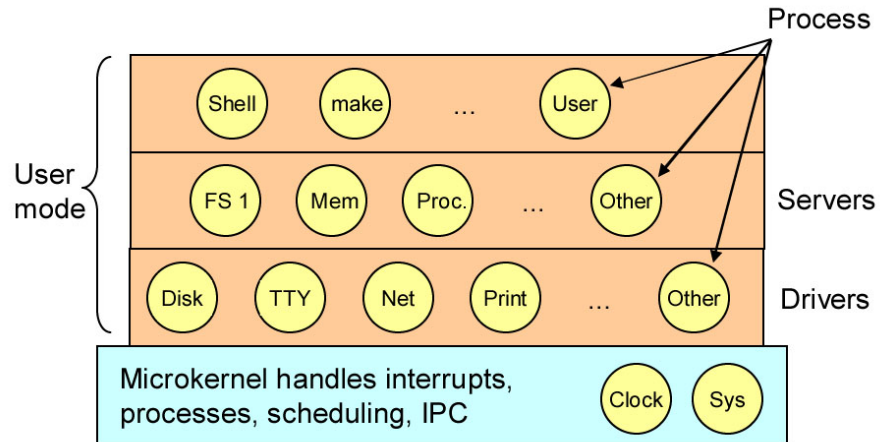 Process
Shell make ... User
User
mode
FS 1 Mem Proc. ... Other Servers
Disk TTY Net Print ... Other Drivers
Microkernel handles interrupts,
processes, scheduling, IPC
Clock Sys